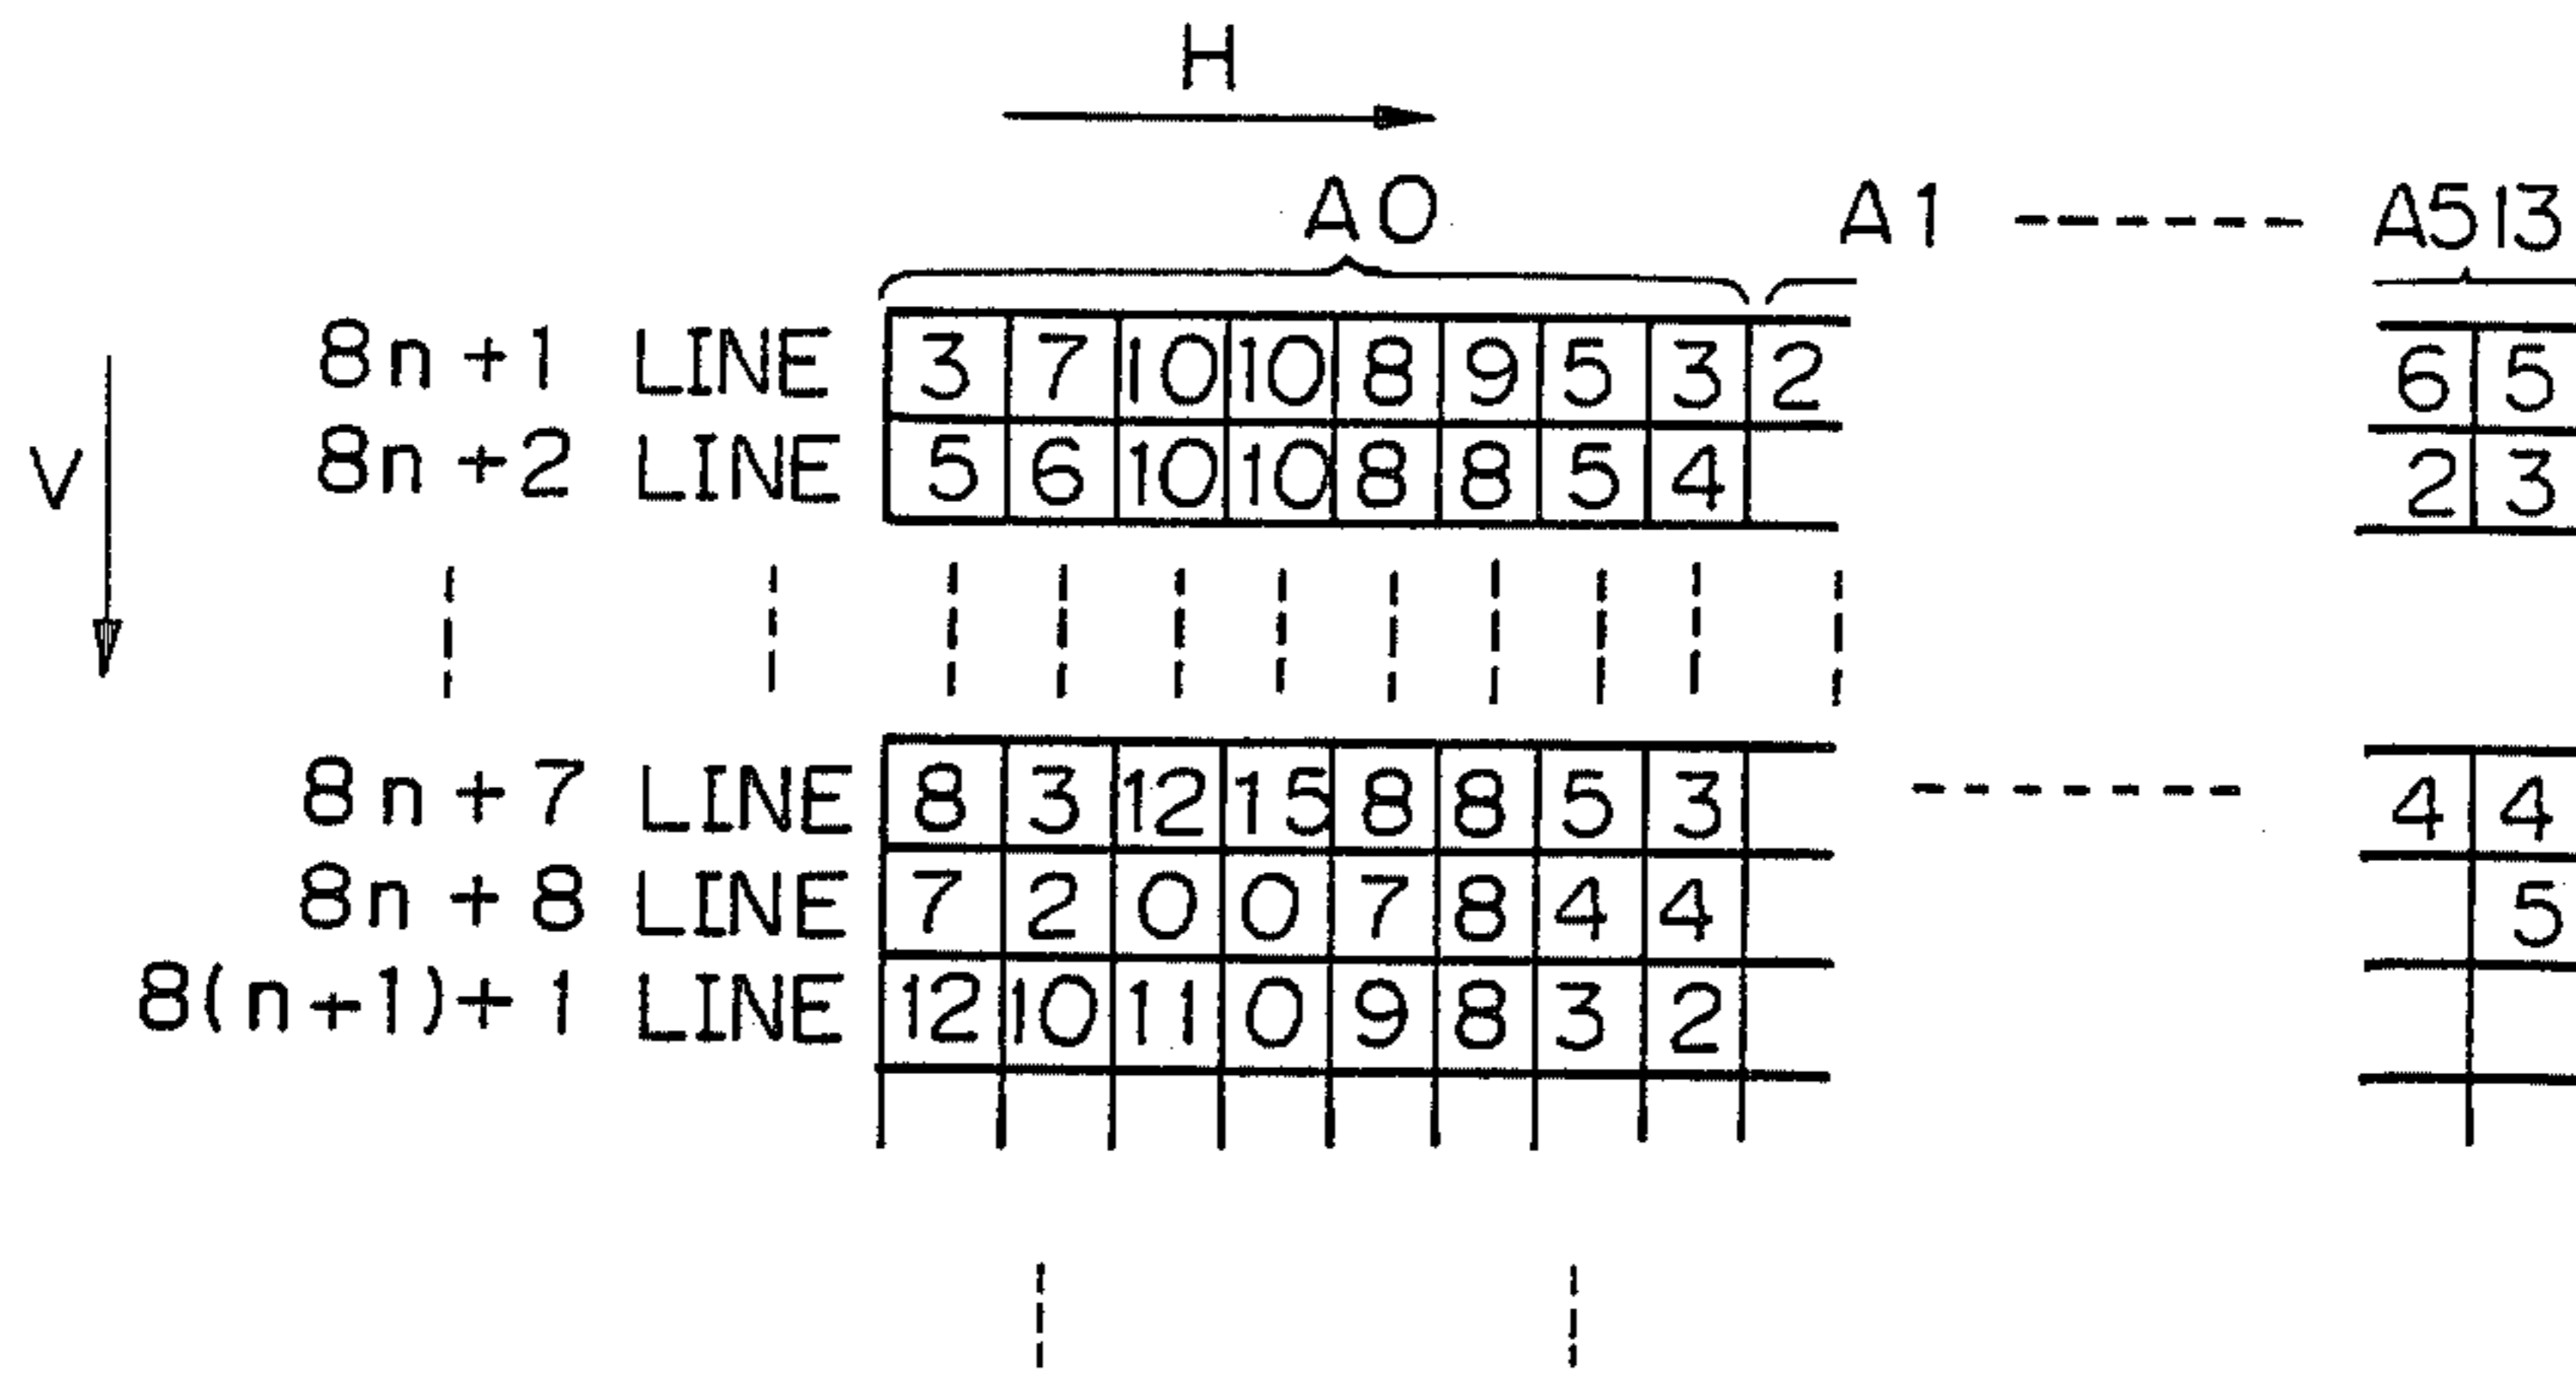 H
A0 A1 A513
8n+1 LINE 3 7 10 10 8 9 5 3 2 6 5
8n+2 LINE 5 6 10 10 8 8 5 4 2 3
V
8n+7 LINE 8 3 12 15 8 8 5 3 4 4
8n+8 LINE 7 2 0 0 7 8 4 4 5
8(n+1)+1 LINE 12 10 11 0 9 8 3 2